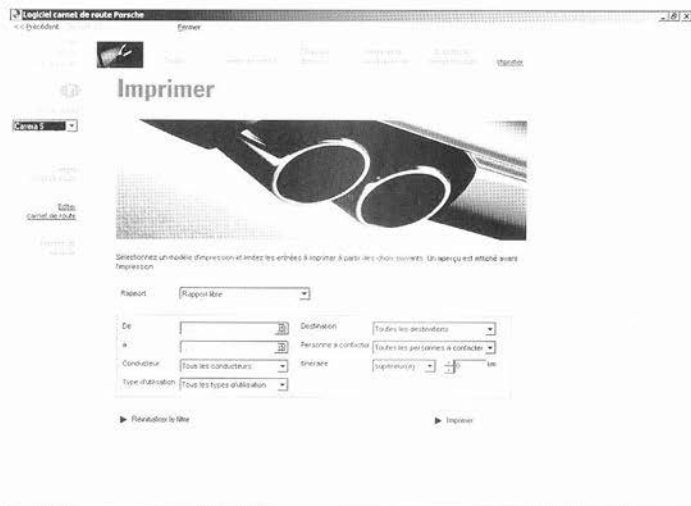 Logiciel carnet de route Porsche
<< Précédent
Fermer
Imprimer
Imprimer
Carrera S
Editer
carnet de route
Sélectionnez un modèle d'impression et limitez les entrées à imprimer à partir des choix suivants. Un aperçu est affiché avant
l'impression.
Rapport
Rapport libre
De
Destination
Toutes les destinations
à
Personne à contacter
Toutes les personnes à contacter
Conducteur
Tous les conducteurs
Itinéraire
supérieur(e)
0
km
Type d'utilisation
Tous les types d'utilisation
Réinitialiser le filtre
Imprimer